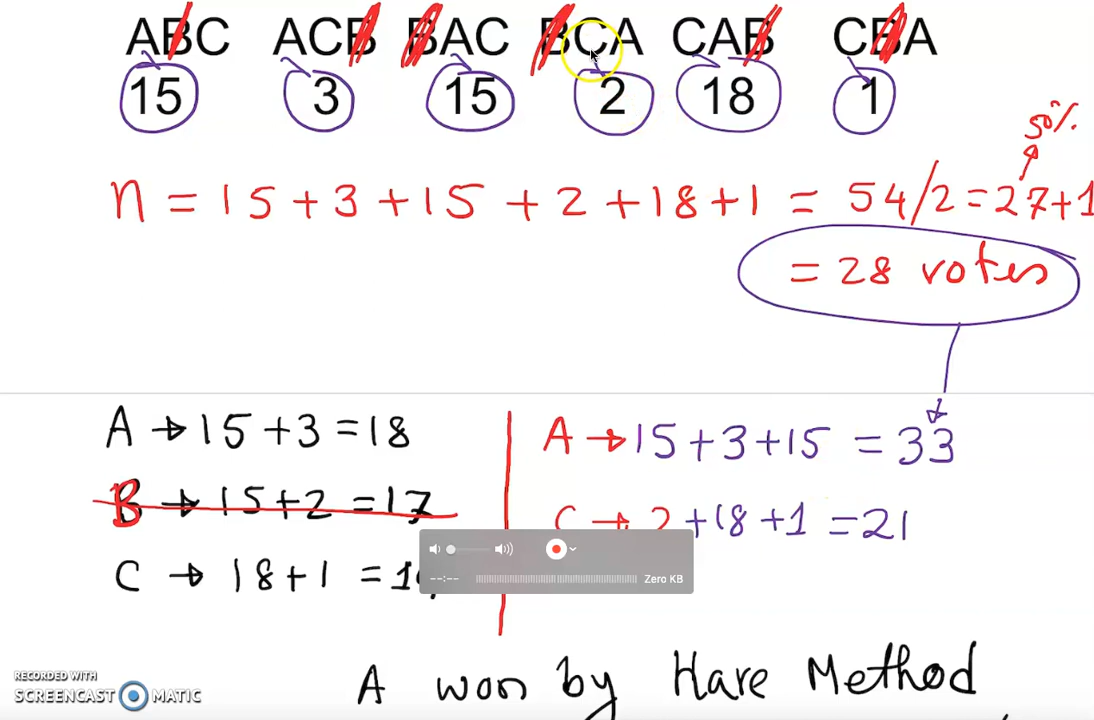 ABC ACB BAC BCA CAB CBA
15 3 15 2 18 1
50%
n = 15 + 3 + 15 + 2 + 18 + 1 = 54/2 = 27 + 1
= 28 votes
A → 15 + 3 = 18 A → 15 + 3 + 15 = 33
B → 15 + 2 = 17 C → 2 + 18 + 1 = 21
C → 18 + 1 =
--:-- Zero KB
RECORDED WITH
SCREENCAST MATIC
A won by Hare Method